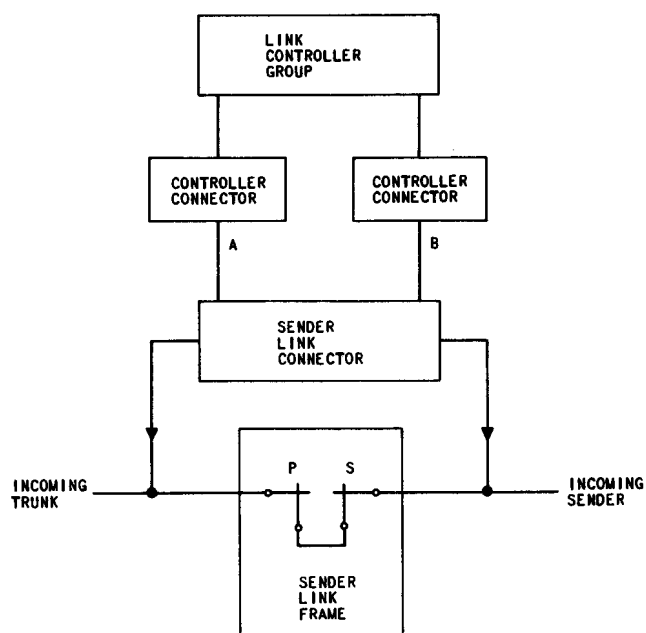 LINK
CONTROLLER
GROUP
CONTROLLER
CONNECTOR
CONTROLLER
CONNECTOR
A
B
SENDER
LINK
CONNECTOR
P
S
INCOMING
TRUNK
INCOMING
SENDER
SENDER
LINK
FRAME